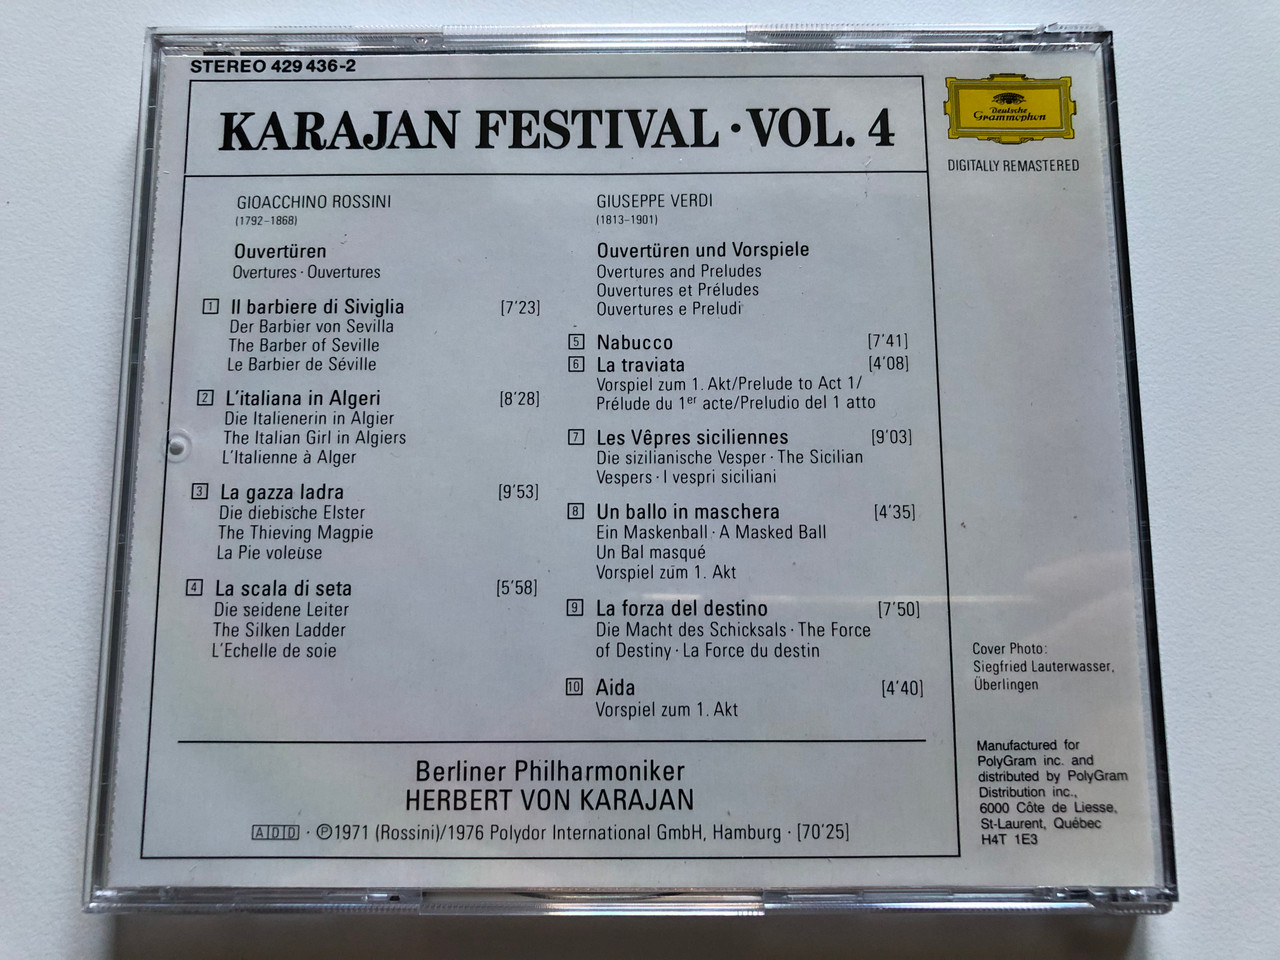 STEREO 429 436-2
KARAJAN FESTIVAL · VOL. 4
Deutsche
Grammophon
DIGITALLY REMASTERED
GIOACCHINO ROSSINI
(1792–1868)
Ouvertüren
Overtures · Ouvertures
1 Il barbiere di Siviglia [7'23]
Der Barbier von Sevilla
The Barber of Seville
Le Barbier de Séville
2 L'italiana in Algeri [8'28]
Die Italienerin in Algier
The Italian Girl in Algiers
L'Italienne à Alger
3 La gazza ladra [9'53]
Die diebische Elster
The Thieving Magpie
La Pie voleuse
4 La scala di seta [5'58]
Die seidene Leiter
The Silken Ladder
L'Echelle de soie
GIUSEPPE VERDI
(1813–1901)
Ouvertüren und Vorspiele
Overtures and Preludes
Ouvertures et Préludes
Ouvertures e Preludi
5 Nabucco [7'41]
6 La traviata [4'08]
Vorspiel zum 1. Akt/Prelude to Act 1/
Prélude du 1er acte/Preludio del 1 atto
7 Les Vêpres siciliennes [9'03]
Die sizilianische Vesper · The Sicilian
Vespers · I vespri siciliani
8 Un ballo in maschera [4'35]
Ein Maskenball · A Masked Ball
Un Bal masqué
Vorspiel zum 1. Akt
9 La forza del destino [7'50]
Die Macht des Schicksals · The Force
of Destiny · La Force du destin
10 Aida [4'40]
Vorspiel zum 1. Akt
Berliner Philharmoniker
HERBERT VON KARAJAN
ADD · ℗1971 (Rossini)/1976 Polydor International GmbH, Hamburg · [70'25]
Cover Photo:
Siegfried Lauterwasser,
Überlingen
Manufactured for
PolyGram inc. and
distributed by PolyGram
Distribution inc.,
6000 Côte de Liesse,
St-Laurent, Québec
H4T 1E3